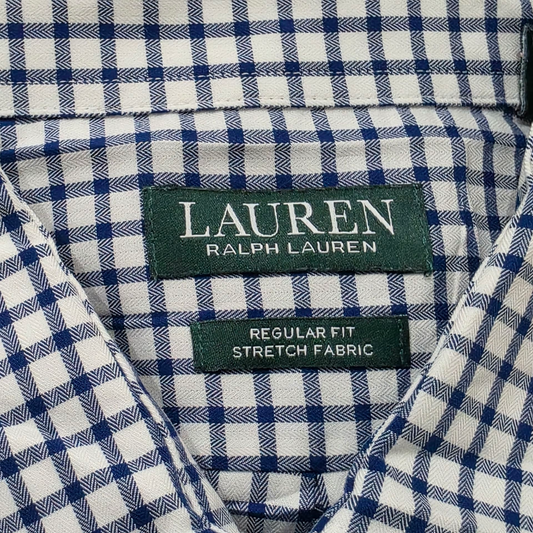 LAUREN
RALPH LAUREN
REGULAR FIT
STRETCH FABRIC